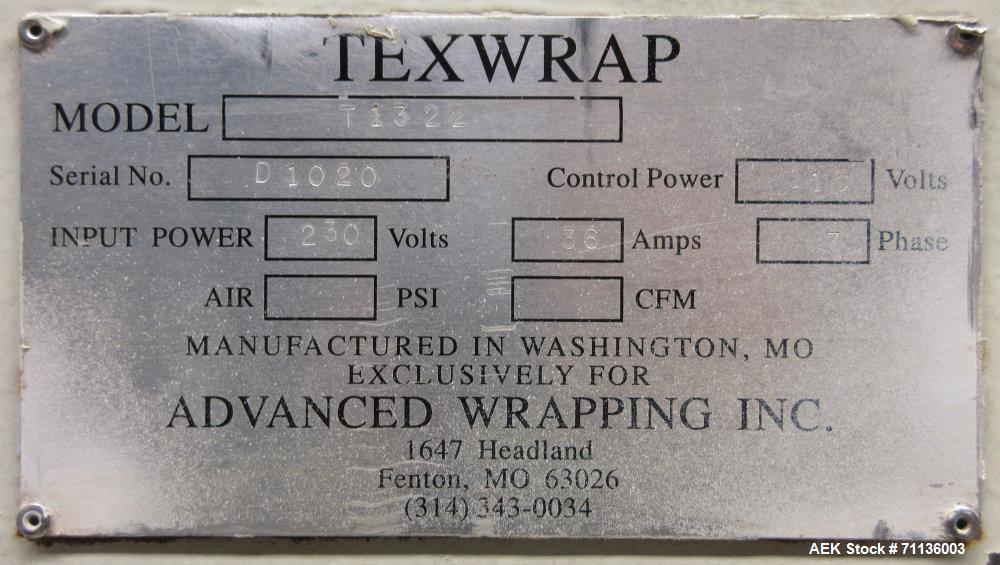 TEXWRAP
MODEL T1322
Serial No. D1020 Control Power Volts
INPUT POWER 230 Volts 36 Amps 3 Phase
AIR PSI CFM
MANUFACTURED IN WASHINGTON, MO
EXCLUSIVELY FOR
ADVANCED WRAPPING INC.
1647 Headland
Fenton, MO 63026
(314) 343-0034
AEK Stock # 71136003